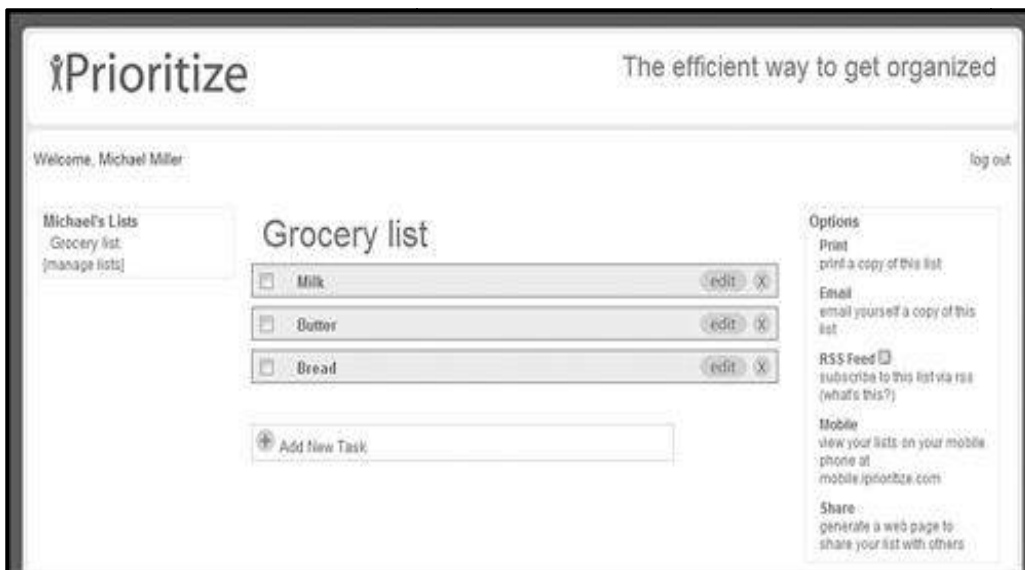 iPrioritize
The efficient way to get organized
Welcome, Michael Miller
log out
Michael's Lists
Grocery list
[manage lists]
Grocery list
Milk
edit X
Butter
edit X
Bread
edit X
Add New Task
Options
Print
print a copy of this list
Email
email yourself a copy of this
list
RSS Feed
subscribe to this list via rss
(what's this?)
Mobile
view your lists on your mobile
phone at
mobile.iprioritize.com
Share
generate a web page to
share your list with others